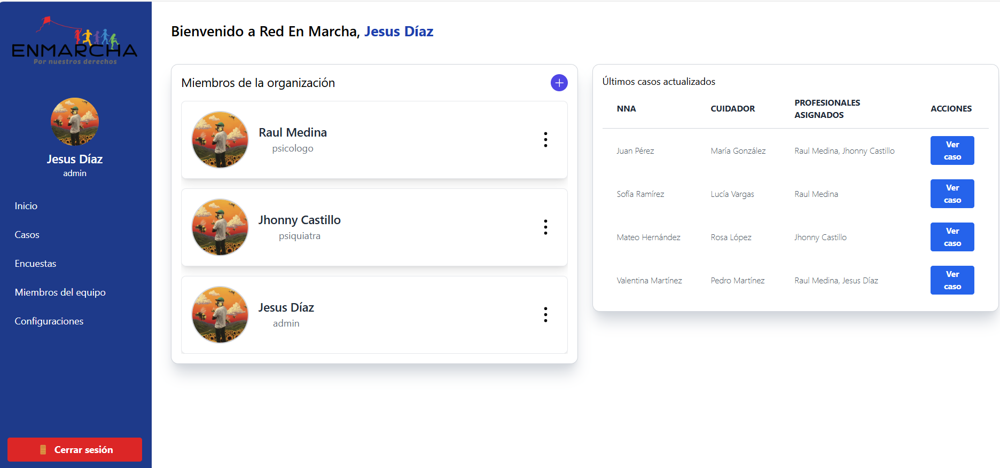 ENMARCHA
Por nuestros derechos
Jesus Díaz
admin
Inicio
Casos
Encuestas
Miembros del equipo
Configuraciones
Cerrar sesión
Bienvenido a Red En Marcha, Jesus Díaz
Miembros de la organización
Raul Medina
psicologo
Jhonny Castillo
psiquiatra
Jesus Díaz
admin
Últimos casos actualizados
NNA CUIDADOR PROFESIONALES ASIGNADOS ACCIONES
Juan Pérez María González Raul Medina, Jhonny Castillo Ver caso
Sofía Ramírez Lucía Vargas Raul Medina Ver caso
Mateo Hernández Rosa López Jhonny Castillo Ver caso
Valentina Martínez Pedro Martínez Raul Medina, Jesus Díaz Ver caso